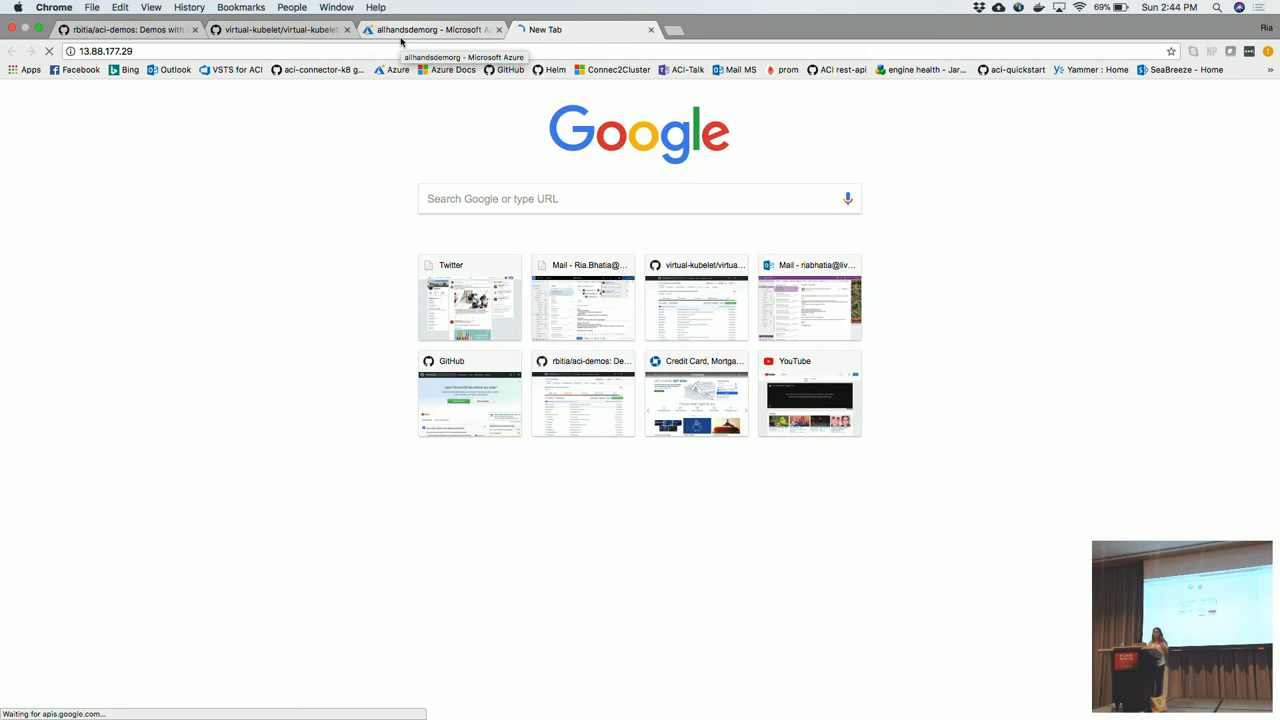 Chrome File Edit View History Bookmarks People Window Help 69% Sun 2:44 PM
rbitia/aci-demos: Demos with virtual-kubelet/virtual-kubelet allhandsdemorg - Microsoft Az New Tab Ria
13.88.177.29
allhandsdemorg - Microsoft Azure
Apps Facebook Bing Outlook VSTS for ACI aci-connector-k8 g... Azure Azure Docs GitHub Helm Connec2Cluster ACI-Talk Mail MS prom ACI rest-api engine health - Jar... aci-quickstart Yammer : Home SeaBreeze - Home »
Google
Search Google or type URL
Twitter Mail - Ria.Bhatia@... virtual-kubelet/virtua... Mail - riabhatia@liv...
GitHub rbitia/aci-demos: De... Credit Card, Mortga... YouTube
Waiting for apis.google.com...